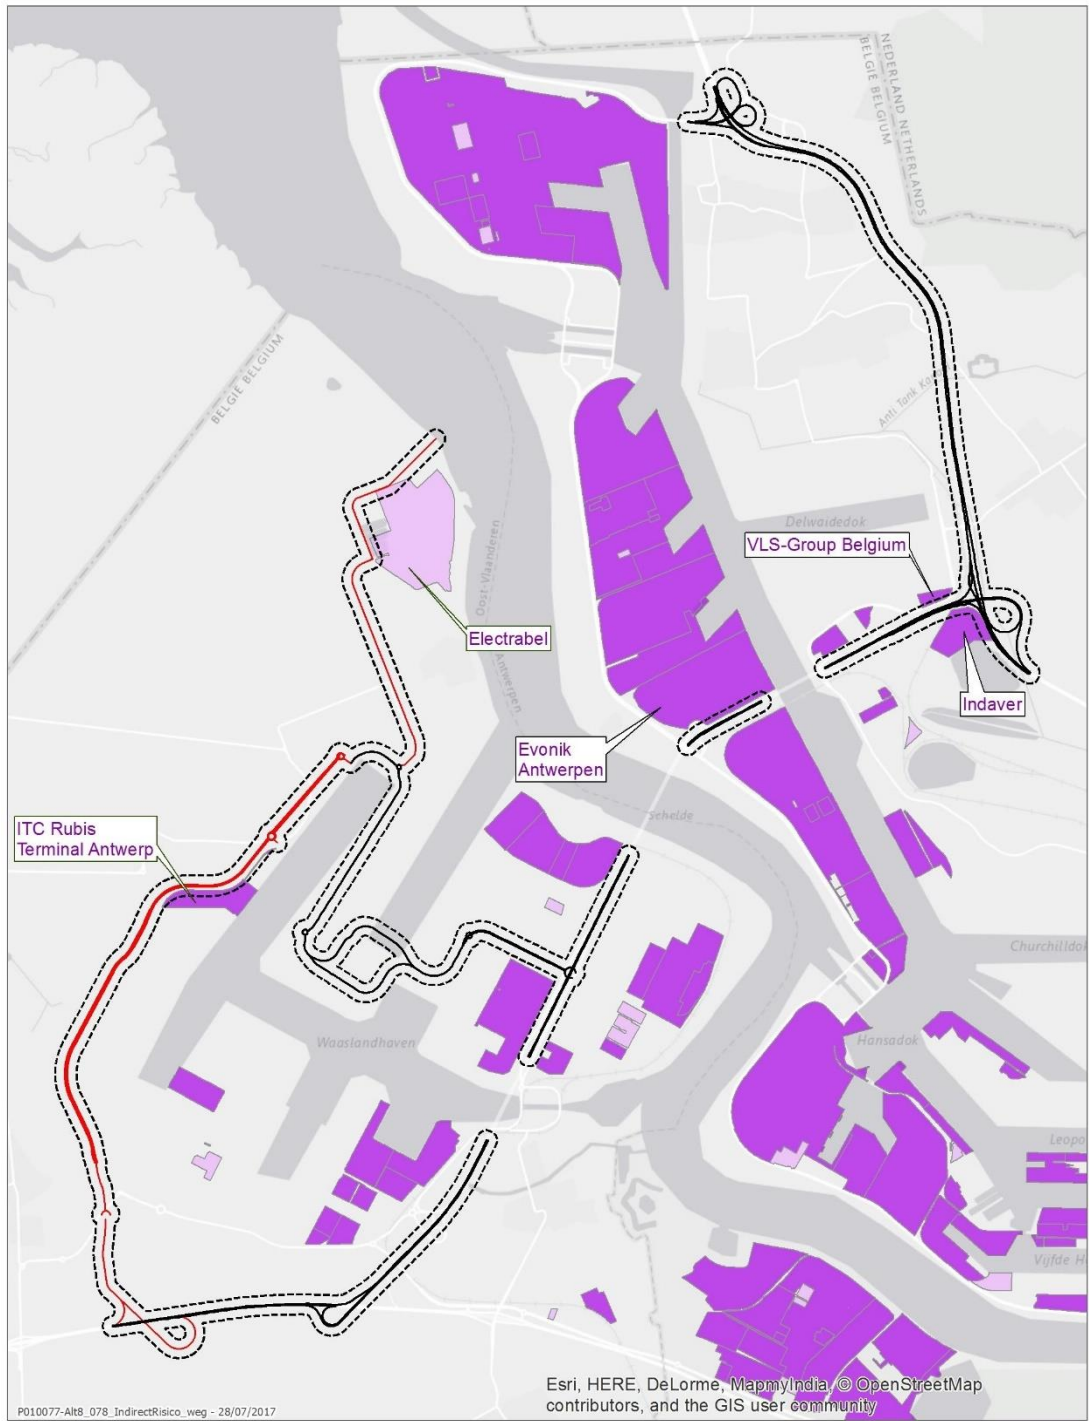 NEDERLAND NETHERLANDS
BELGIË BELGIUM
BELGIË BELGIUM
Delwaidedok
VLS-Group Belgium
Oost-Vlaanderen
Antwerpen
Electrabel
Indaver
Evonik
Antwerpen
Schelde
ITC Rubis
Terminal Antwerp
Churchilldok
Waaslandhaven
Hansadok
Leopo
Vijfde H
Esri, HERE, DeLorme, MapmyIndia, © OpenStreetMap
contributors, and the GIS user community
P010077-Alt8_078_IndirectRisico_weg - 28/07/2017
Anti Tank